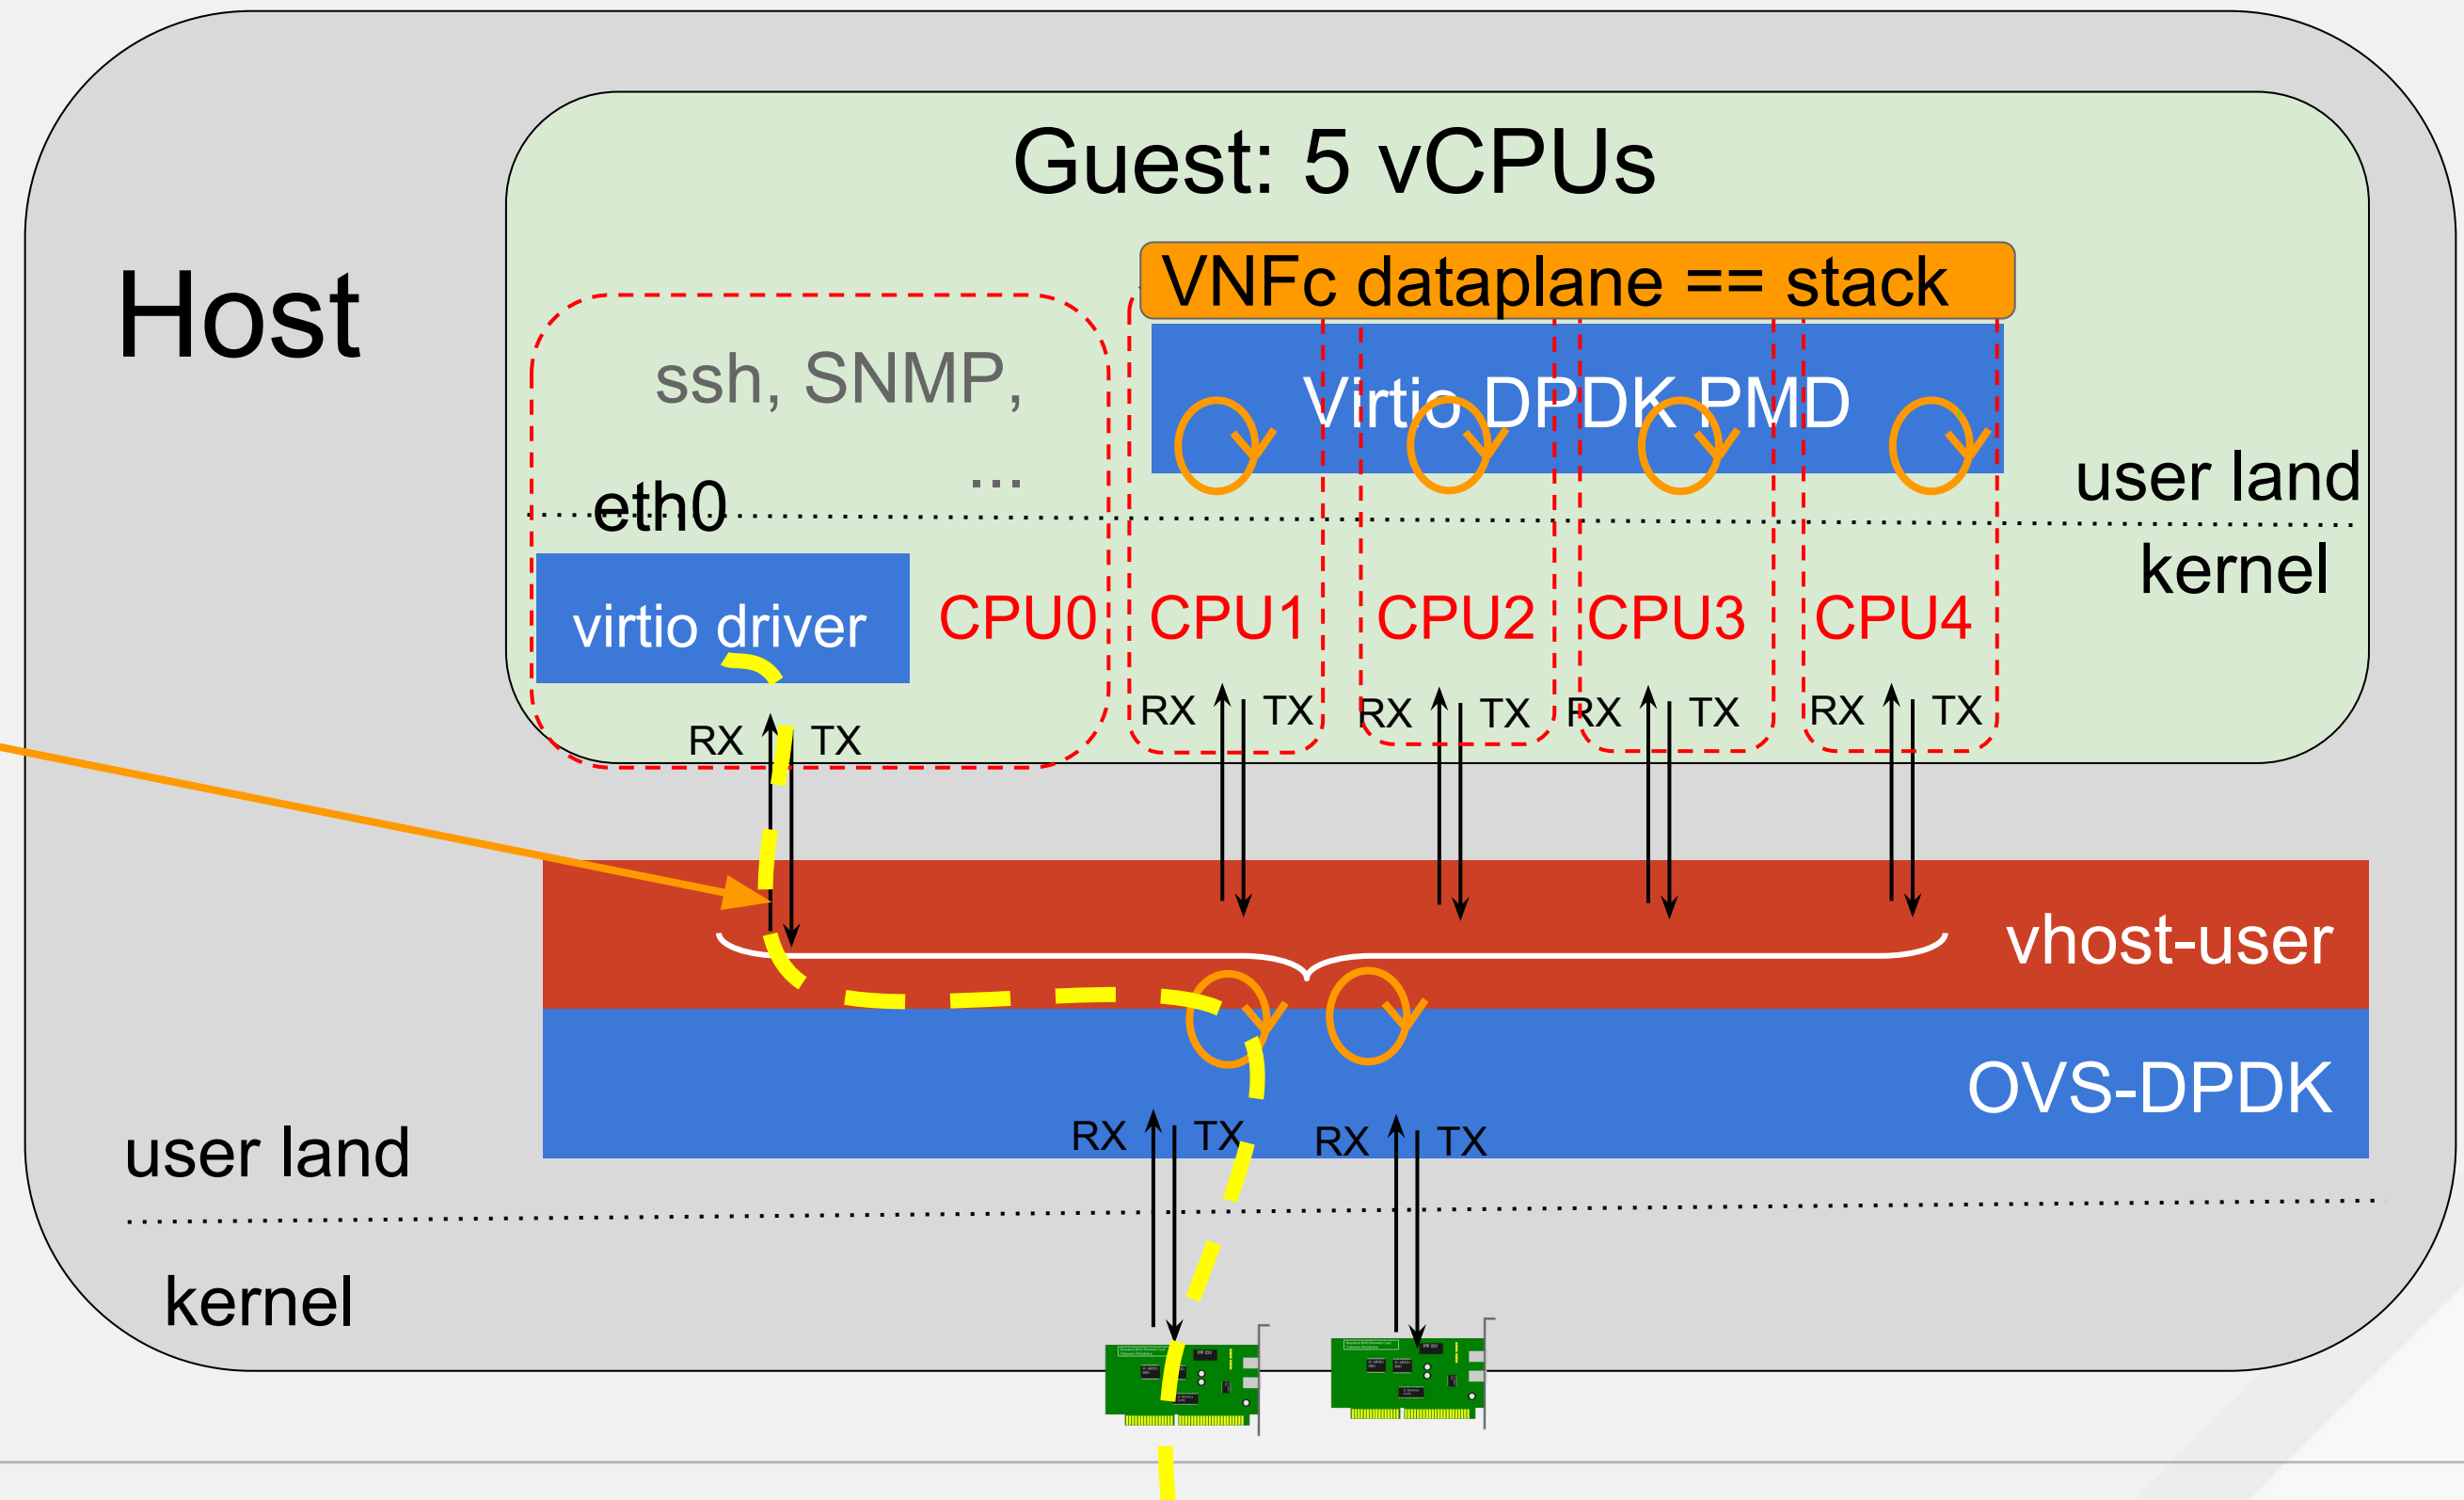 Guest: 5 vCPUs
Host
VNFc dataplane == stack
ssh, SNMP,
...
Virtio DPDK PMD
eth0
user land
kernel
virtio driver
CPU0
CPU1
CPU2
CPU3
CPU4
RX TX
RX TX
RX TX
RX TX
RX TX
vhost-user
OVS-DPDK
RX TX
RX TX
user land
kernel